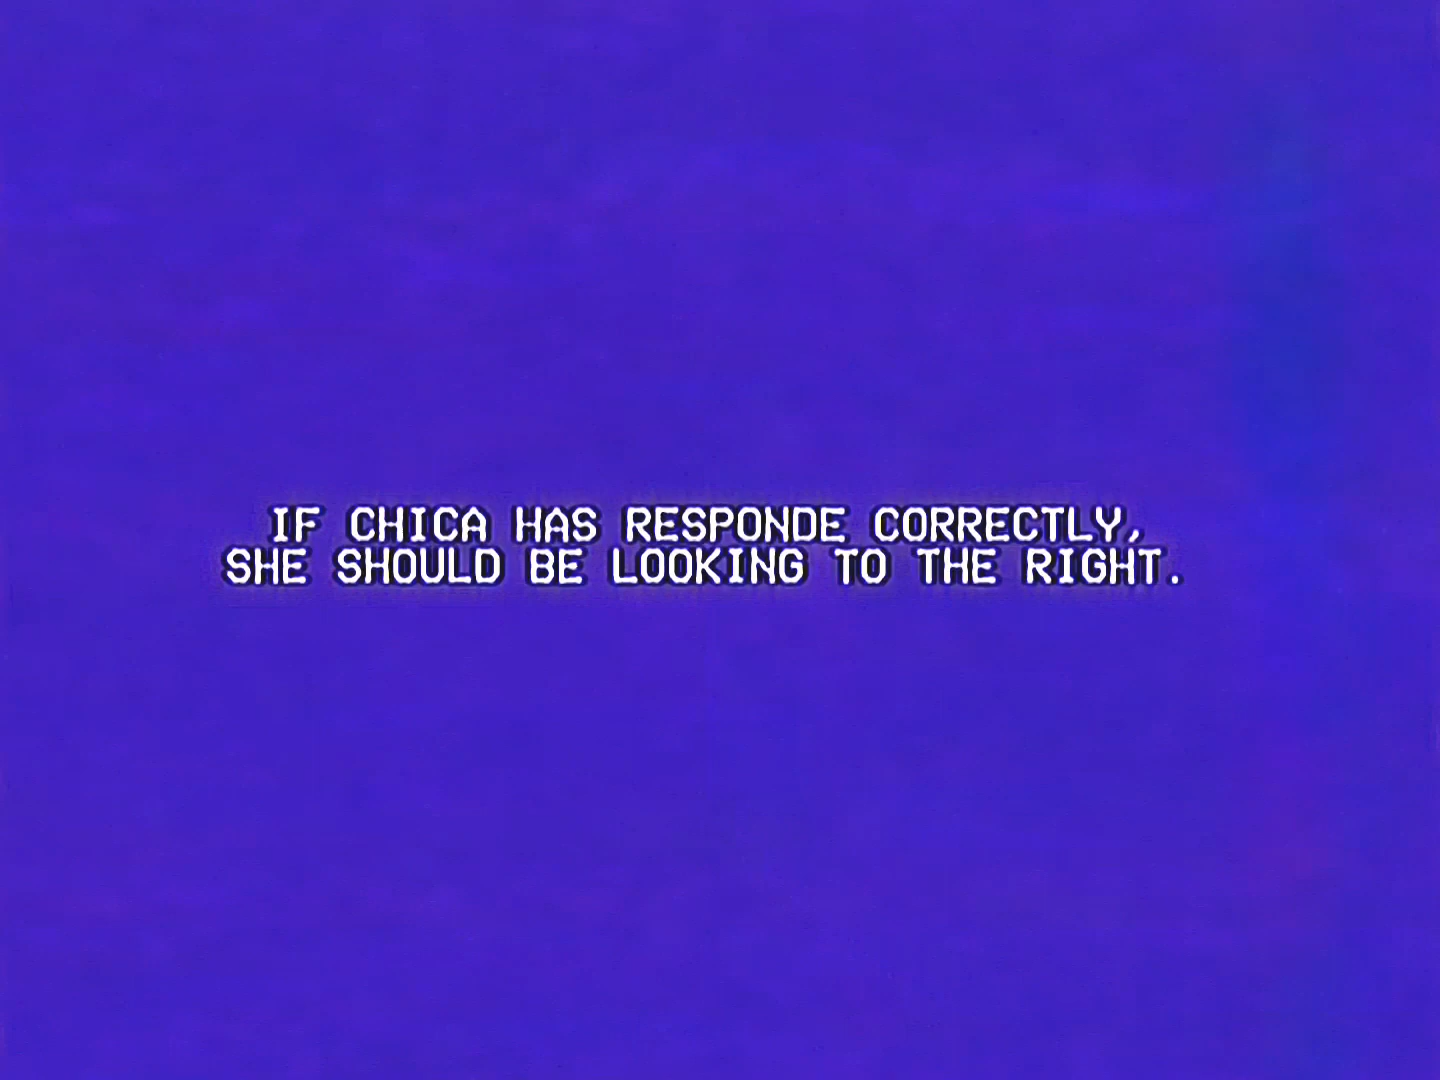 IF CHICA HAS RESPONDE CORRECTLY,
SHE SHOULD BE LOOKING TO THE RIGHT.